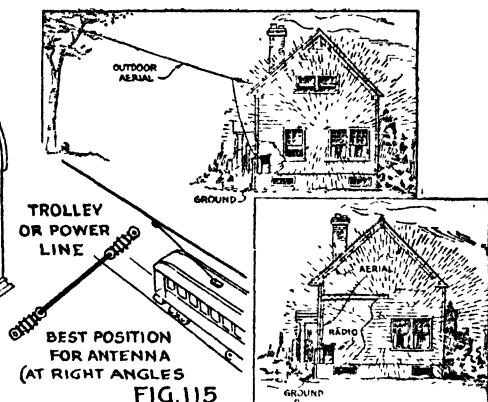 OUTDOOR
AERIAL
GROUND
TROLLEY
OR POWER
LINE
AERIAL
RADIO
BEST POSITION
FOR ANTENNA
(AT RIGHT ANGLES
GROUND
FIG.115